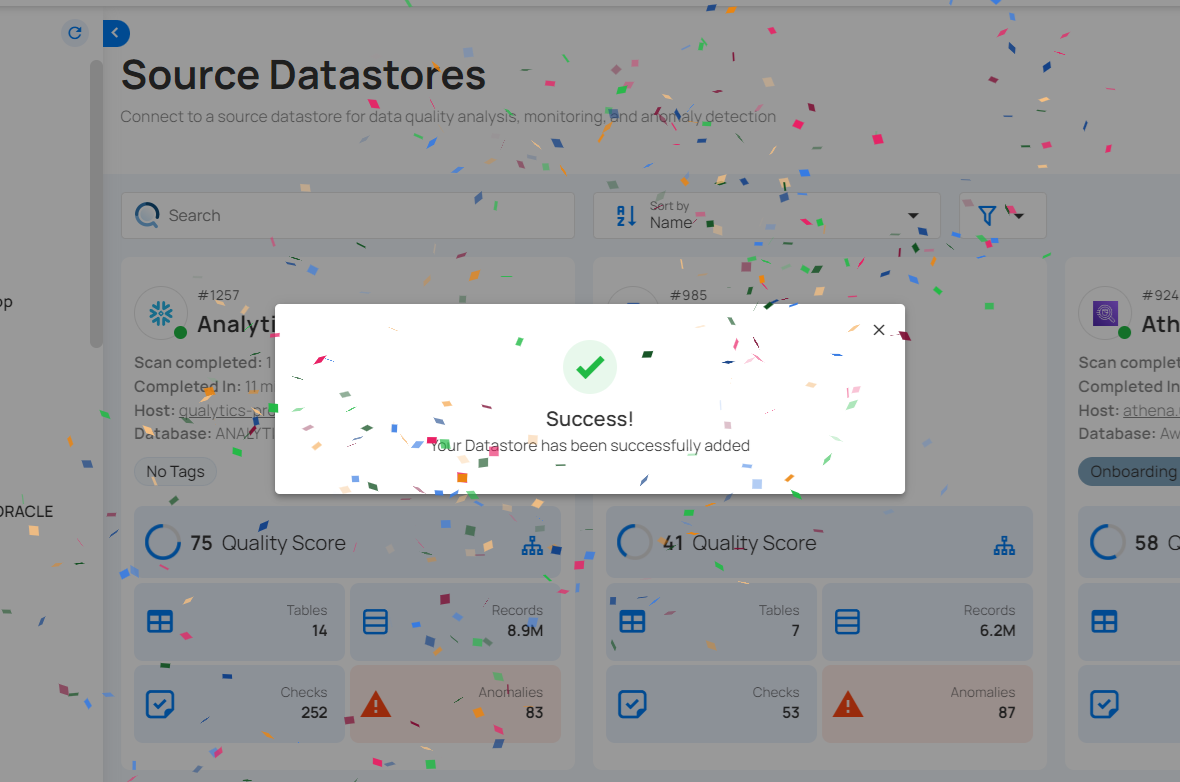 Source Datastores
Connect to a source datastore for data quality analysis, monitoring, and anomaly detection
Search
Sort by
Name
#1257
Analyti
Scan completed: 1
Completed In: 11 m
Host: qualytics-pro
Database: ANALYTI
No Tags
75 Quality Score
Tables
14
Records
8.9M
Checks
252
Anomalies
83
#985
41 Quality Score
Tables
7
Records
6.2M
Checks
53
Anomalies
87
#924
Ath
Scan complet
Completed In
Host: athena.
Database: Aw
Onboarding
58 Q
op
ORACLE
Success!
Your Datastore has been successfully added